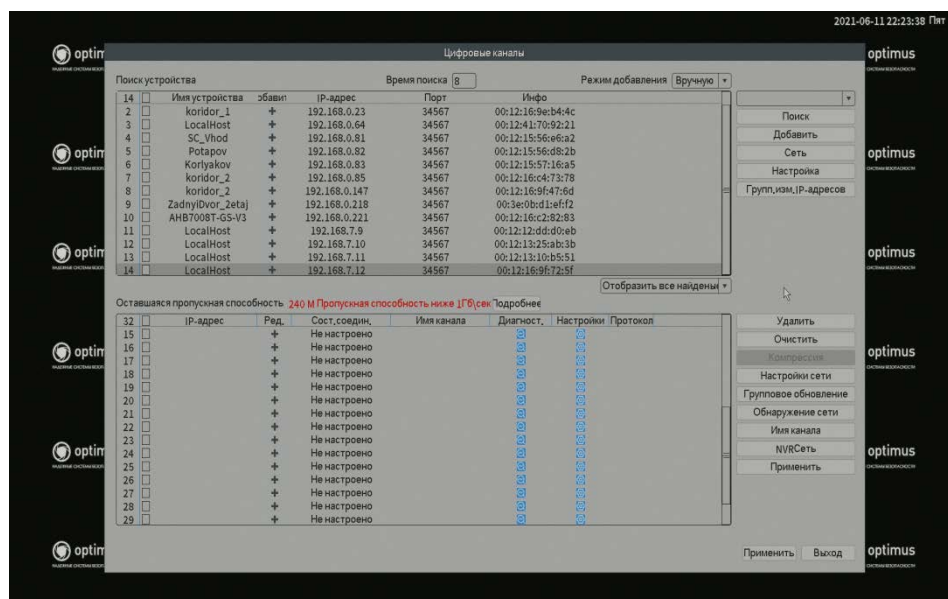 2021-06-11 22:23:38 Пят
optimus
Цифровые каналы
Поиск устройства Время поиска 8 Режим добавления Вручную
14 Имя устройства IP-адрес Порт Инфо
2 koridor_1 + 192.168.0.23 34567 00:12:16:9e:b4:4c
3 LocalHost + 192.168.0.64 34567 00:12:41:70:92:21
4 SC_Vhod + 192.168.0.81 34567 00:12:15:56:e6:a2
5 Potapov + 192.168.0.82 34567 00:12:15:56:d8:2b
6 Korlyakov + 192.168.0.83 34567 00:12:15:57:16:a5
7 koridor_2 + 192.168.0.85 34567 00:12:16:c4:73:78
8 koridor_2 + 192.168.0.147 34567 00:12:16:9f:47:6d
9 ZadnyiDvor_2etaj + 192.168.0.218 34567 00:3e:0b:d1:ef:f2
10 AHB7008T-GS-V3 + 192.168.0.221 34567 00:12:16:c2:82:83
11 LocalHost + 192.168.7.9 34567 00:12:12:dd:d0:eb
12 LocalHost + 192.168.7.10 34567 00:12:13:25:ab:3b
13 LocalHost + 192.168.7.11 34567 00:12:13:10:b5:51
14 LocalHost + 192.168.7.12 34567 00:12:16:9f:72:5f
Поиск
Добавить
Сеть
Настройка
Групп.изм.IP-адресов
Отобразить все найдены
Оставшаяся пропускная способность 240 M Пропускная способность ниже 1Гб\сек Подробнее
32 IP-адрес Ред. Сост.соедин. Имя канала Диагност. Настройки Протокол
15 + Не настроено
16 + Не настроено
17 + Не настроено
18 + Не настроено
19 + Не настроено
20 + Не настроено
21 + Не настроено
22 + Не настроено
23 + Не настроено
24 + Не настроено
25 + Не настроено
26 + Не настроено
27 + Не настроено
28 + Не настроено
29 + Не настроено
Удалить
Очистить
Компрессия
Настройки сети
Групповое обновление
Обнаружение сети
Имя канала
NVRСеть
Применить
Применить Выход
optimus
optimus
optimus
optimus
optimus